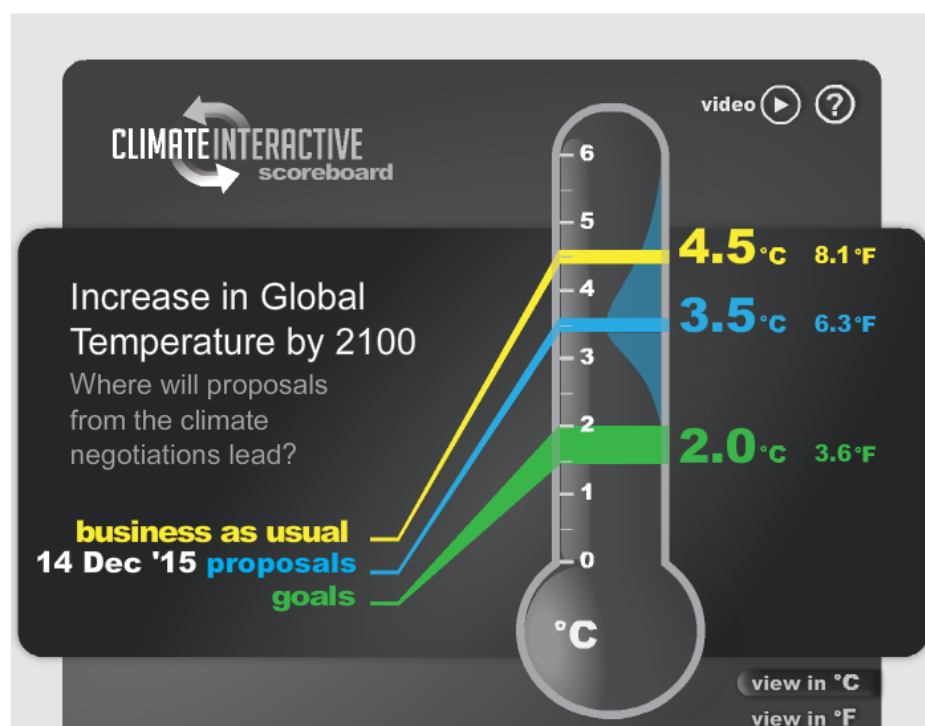 video ?
CLIMATE INTERACTIVE
scoreboard
6
5
4.5 °C 8.1 °F
Increase in Global
4
Temperature by 2100
3.5 °C 6.3 °F
3
Where will proposals
from the climate
negotiations lead?
2
2.0 °C 3.6 °F
1
business as usual
14 Dec '15 proposals
0
goals
°C
view in °C
view in °F